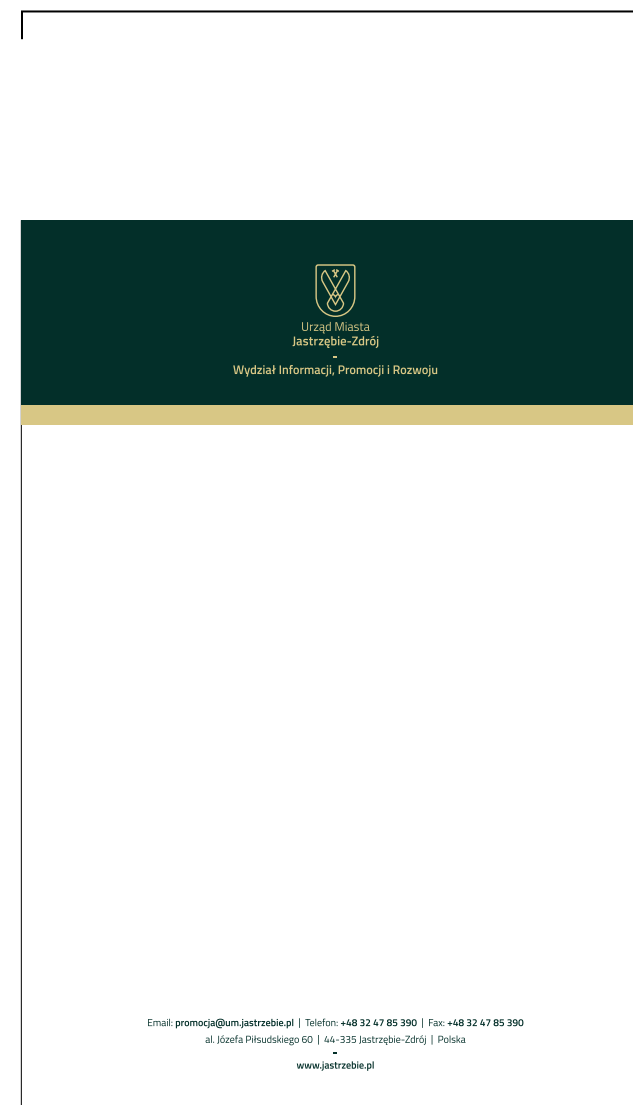 Urząd Miasta
Jastrzębie-Zdrój
-
Wydział Informacji, Promocji i Rozwoju
Email: promocja@um.jastrzebie.pl | Telefon: +48 32 47 85 390 | Fax: +48 32 47 85 390
al. Józefa Piłsudskiego 60 | 44-335 Jastrzębie-Zdrój | Polska
-
www.jastrzebie.pl